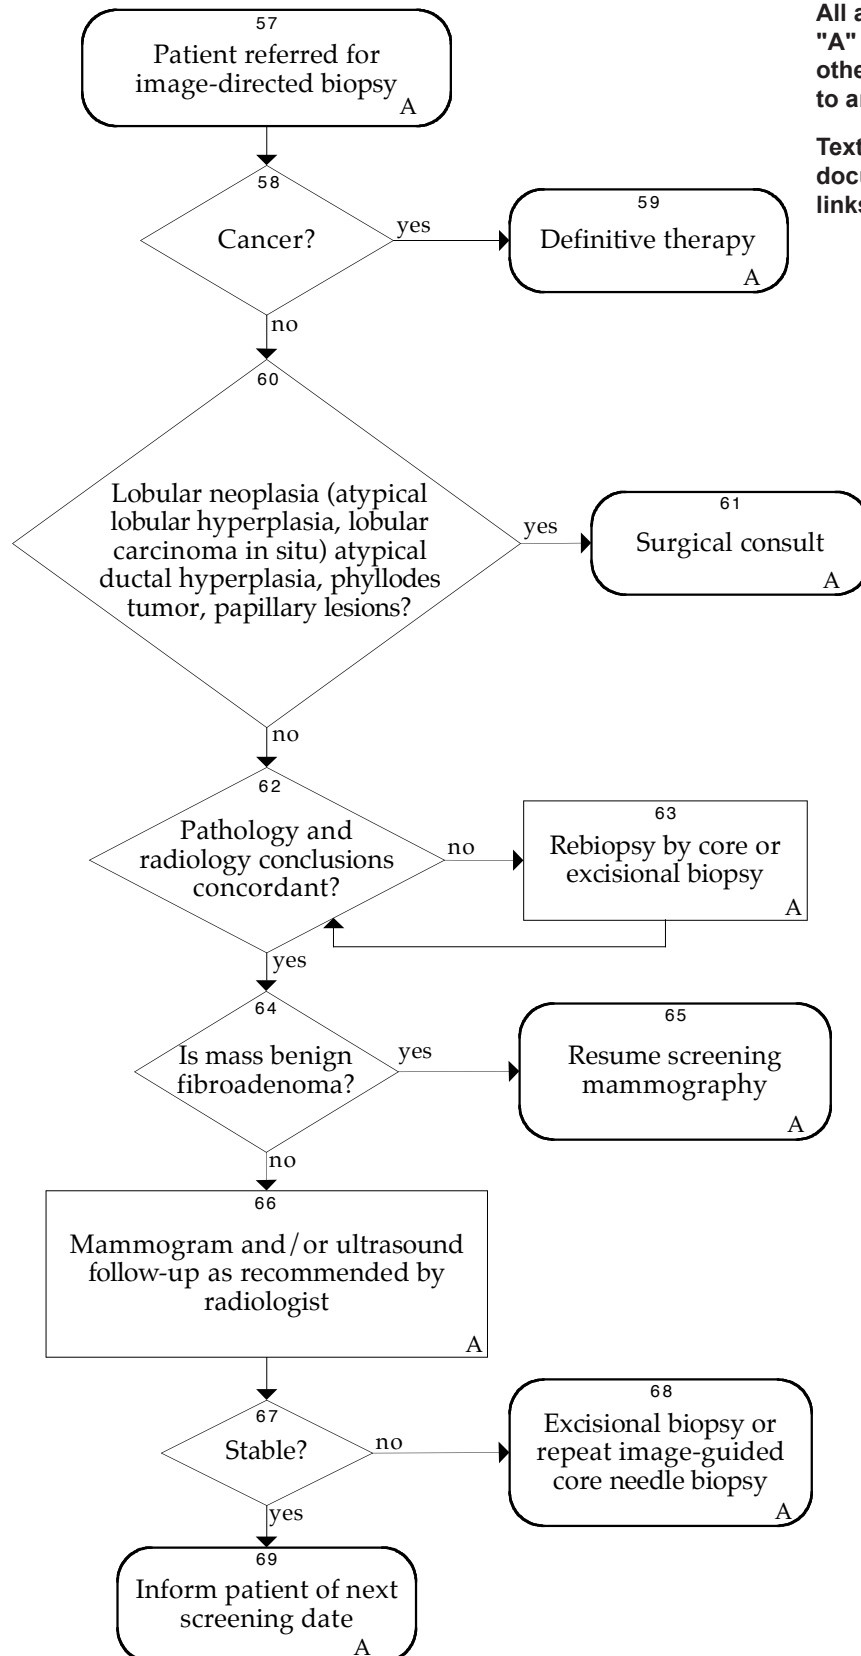 57
Patient referred for
image-directed biopsy
A
All a
"A"
othe
to a
Text
docu
links
58
Cancer?
yes
59
Definitive therapy
A
no
60
Lobular neoplasia (atypical
lobular hyperplasia, lobular
carcinoma in situ) atypical
ductal hyperplasia, phyllodes
tumor, papillary lesions?
yes
61
Surgical consult
A
no
62
Pathology and
radiology conclusions
concordant?
no
63
Rebiopsy by core or
excisional biopsy
A
yes
64
Is mass benign
fibroadenoma?
yes
65
Resume screening
mammography
A
no
66
Mammogram and/or ultrasound
follow-up as recommended by
radiologist
A
67
Stable?
no
68
Excisional biopsy or
repeat image-guided
core needle biopsy
A
yes
69
Inform patient of next
screening date
A